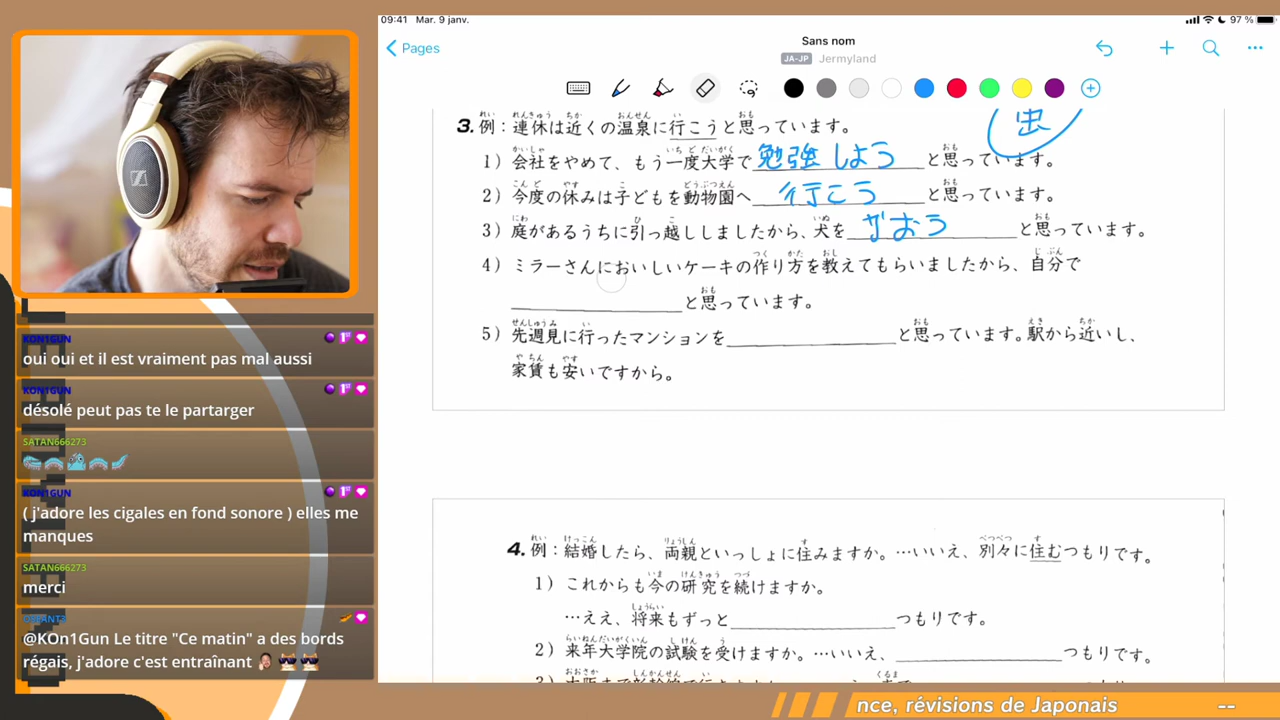 09:41 Mar. 9 janv.
97 %
Pages
Sans nom
JA-JP Jermyland
3. 例：連休は近くの温泉に行こうと思っています。
1) 会社をやめて、もう一度大学で 勉強しよう と思っています。
2) 今度の休みは子どもを動物園へ 行こう と思っています。
3) 庭があるうちに引っ越ししましたから、犬を がおう と思っています。
4) ミラーさんにおいしいケーキの作り方を教えてもらいましたから、自分で
と思っています。
5) 先週見に行ったマンションを と思っています。駅から近いし、
家賃も安いですから。
4. 例：結婚したら、両親といっしょに住みますか。…いいえ、別々に住むつもりです。
1) これからも今の研究を続けますか。
…ええ、将来もずっと つもりです。
2) 来年大学院の試験を受けますか。…いいえ、 つもりです。
KON1GUN
oui oui et il est vraiment pas mal aussi
KON1GUN
désolé peut pas te le partarger
SATAN666273
KON1GUN
( j'adore les cigales en fond sonore ) elles me
manques
SATAN666273
merci
@KOn1Gun Le titre "Ce matin" a des bords
régais, j'adore c'est entraînant
nce, révisions de Japonais --